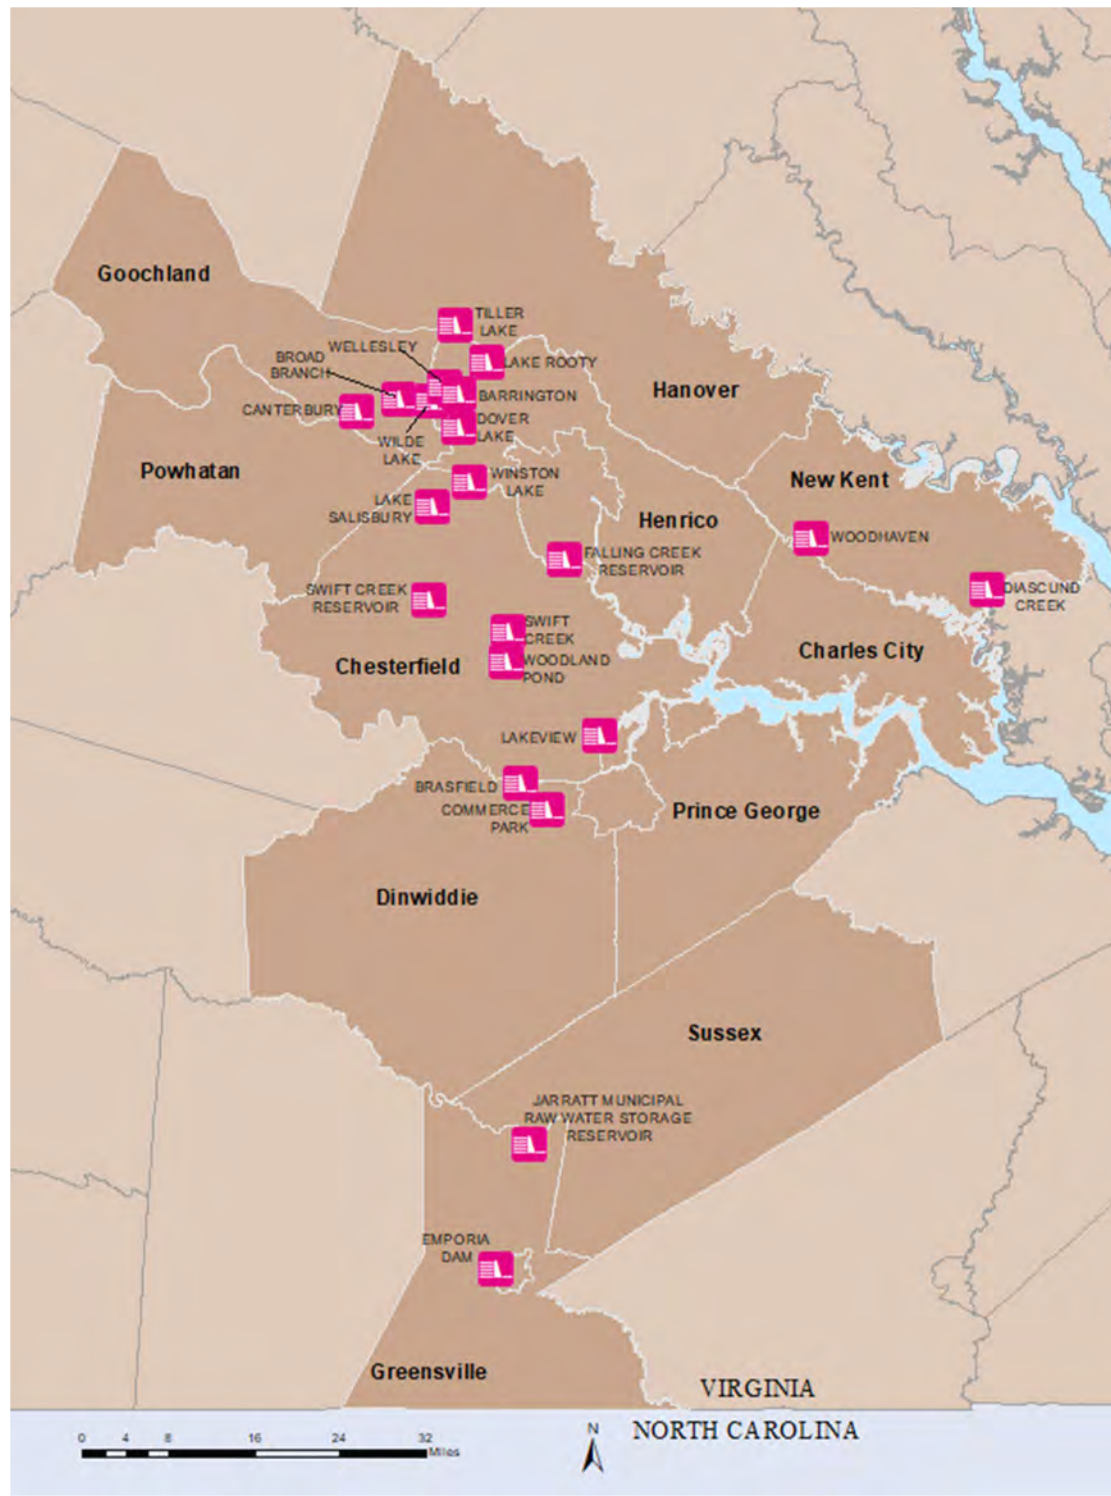 Goochland
TILLER
LAKE
WELLESLEY
BROAD
BRANCH
LAKE ROOTY
Hanover
CANTERBURY
BARRINGTON
DOVER
LAKE
WILDE
LAKE
Powhatan
WINSTON
LAKE
New Kent
LAKE
SALISBURY
Henrico
WOODHAVEN
FALLING CREEK
RESERVOIR
SWIFT CREEK
RESERVOIR
DIASCUND
CREEK
SWIFT
CREEK
Charles City
Chesterfield
WOODLAND
POND
LAKEVIEW
BRASFIELD
COMMERCE
PARK
Prince George
Dinwiddie
Sussex
JARRATT MUNICIPAL
RAW WATER STORAGE
RESERVOIR
EMPORIA
DAM
Greensville
VIRGINIA
NORTH CAROLINA
N
0 4 8 16 24 32
Miles